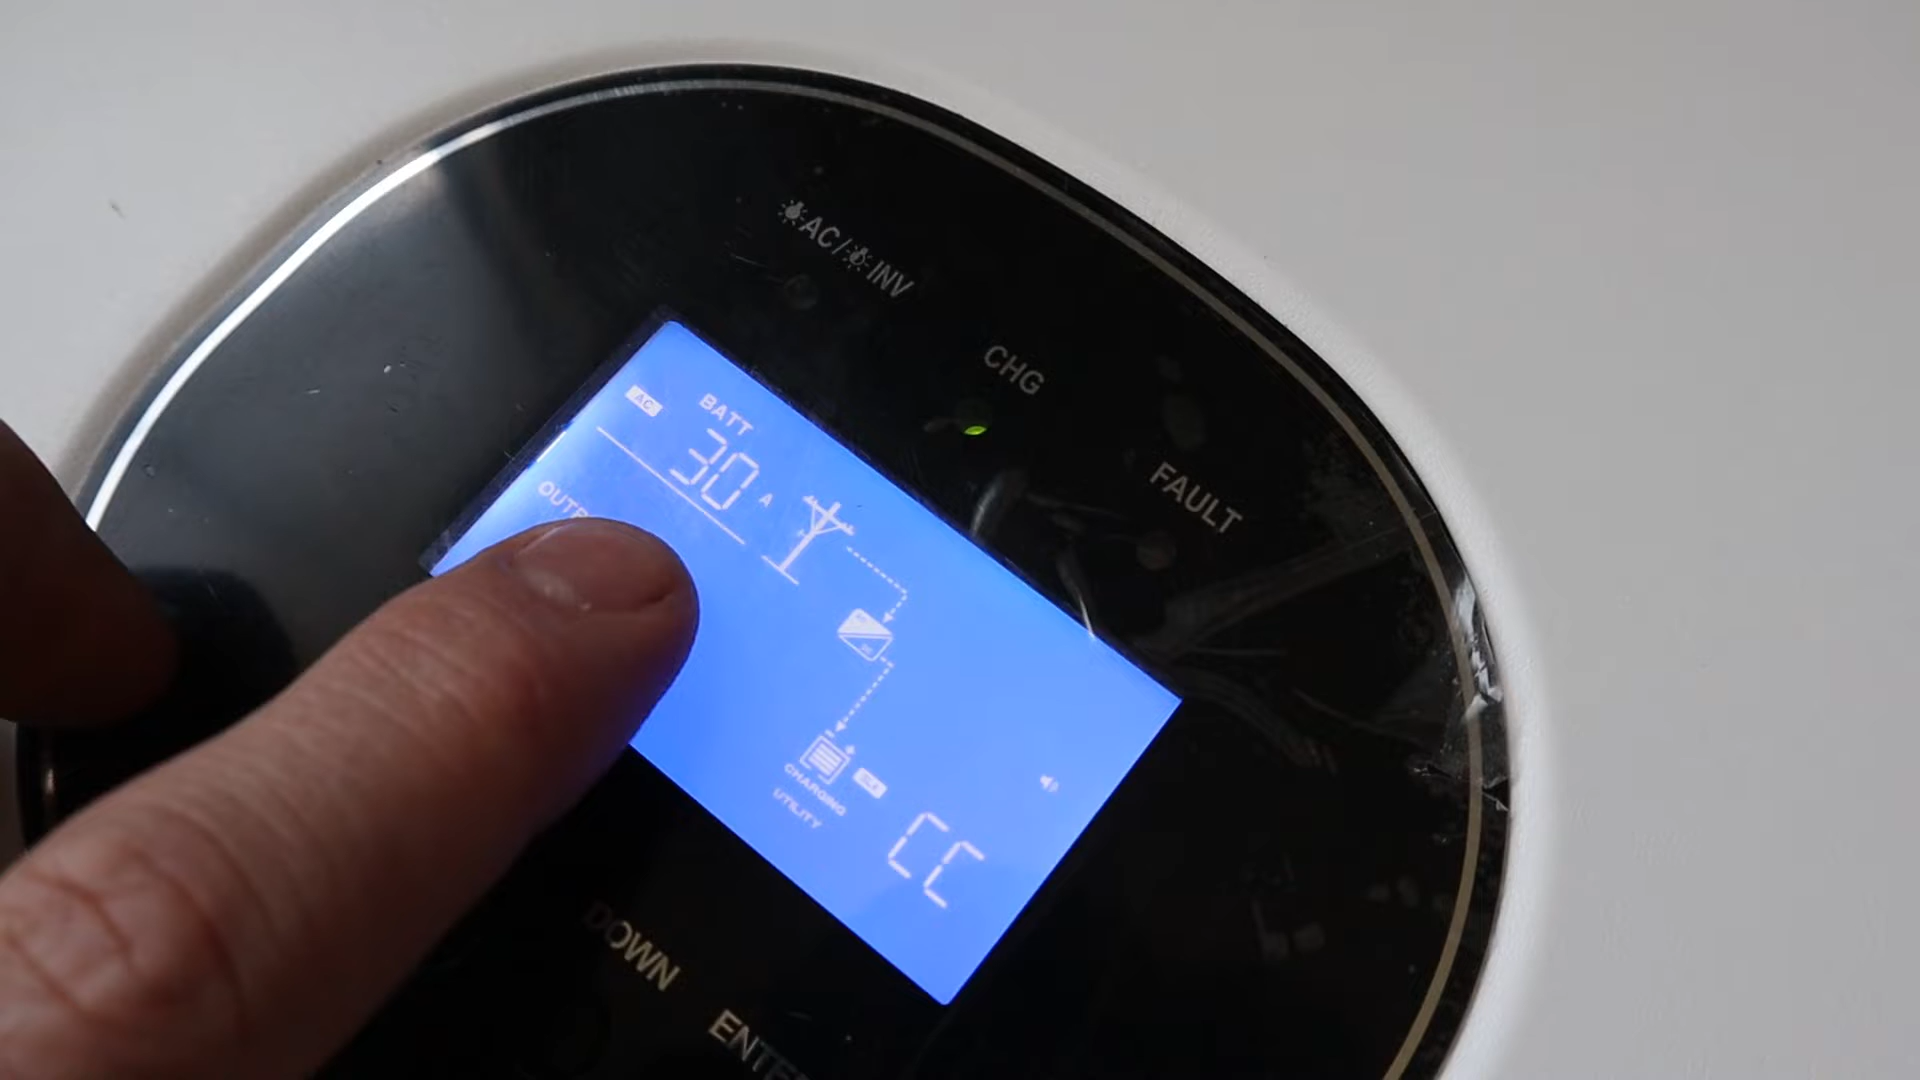 AC/ INV
CHG
FAULT
AC
BATT
30 A
CHARGING
UTILITY
CC
DOWN